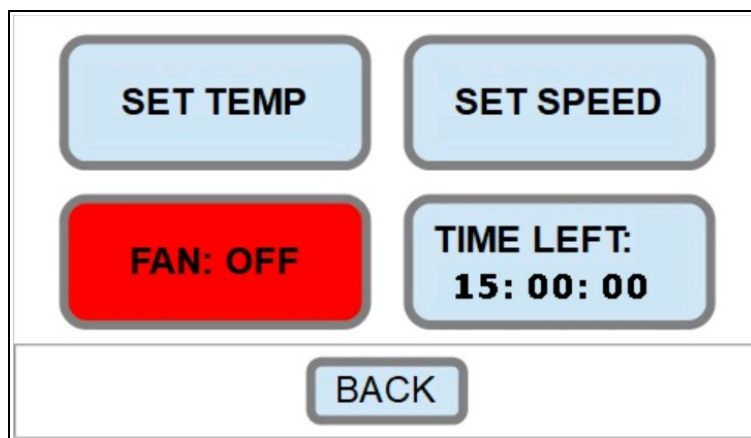 SET TEMP
SET SPEED
FAN: OFF
TIME LEFT:
15: 00: 00
BACK